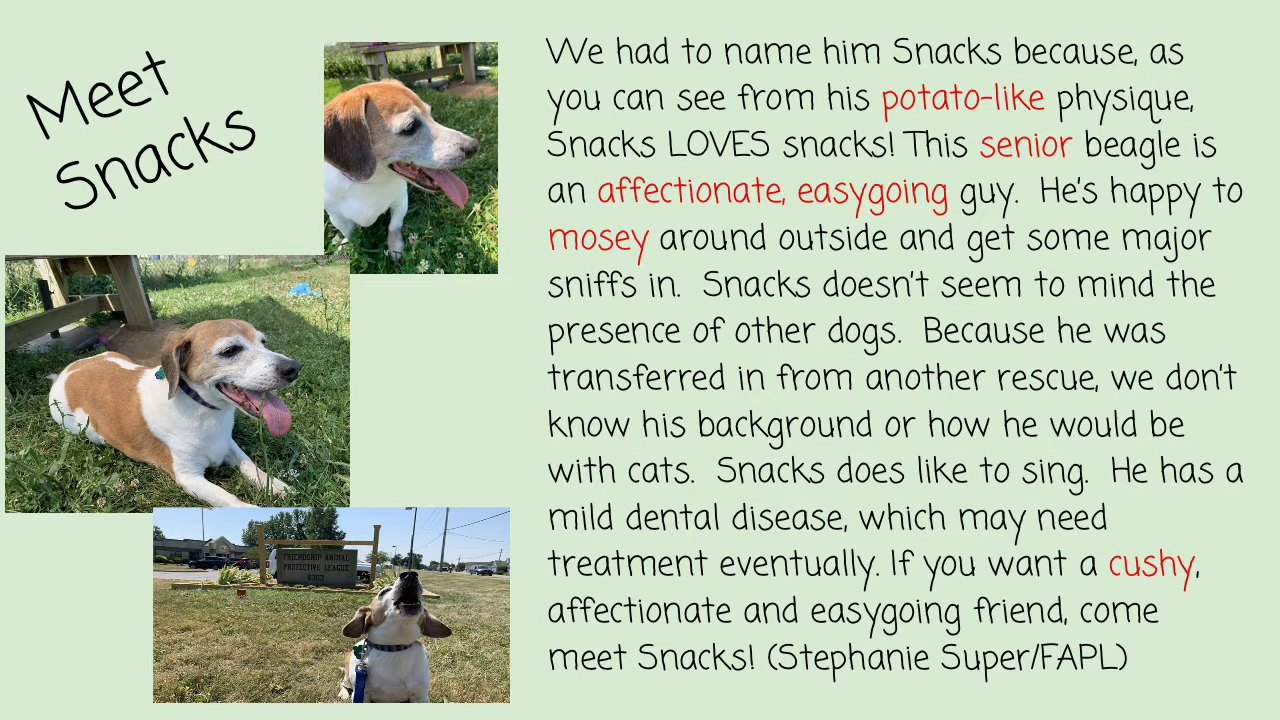 Meet
Snacks
We had to name him Snacks because, as
you can see from his potato-like physique,
Snacks LOVES snacks! This senior beagle is
an affectionate, easygoing guy.  He's happy to
mosey around outside and get some major
sniffs in.  Snacks doesn't seem to mind the
presence of other dogs.  Because he was
transferred in from another rescue, we don't
know his background or how he would be
with cats.  Snacks does like to sing.  He has a
mild dental disease, which may need
treatment eventually. If you want a cushy,
affectionate and easygoing friend, come
meet Snacks! (Stephanie Super/FAPL)
FRIENDSHIP ANIMAL
PROTECTIVE LEAGUE
8303